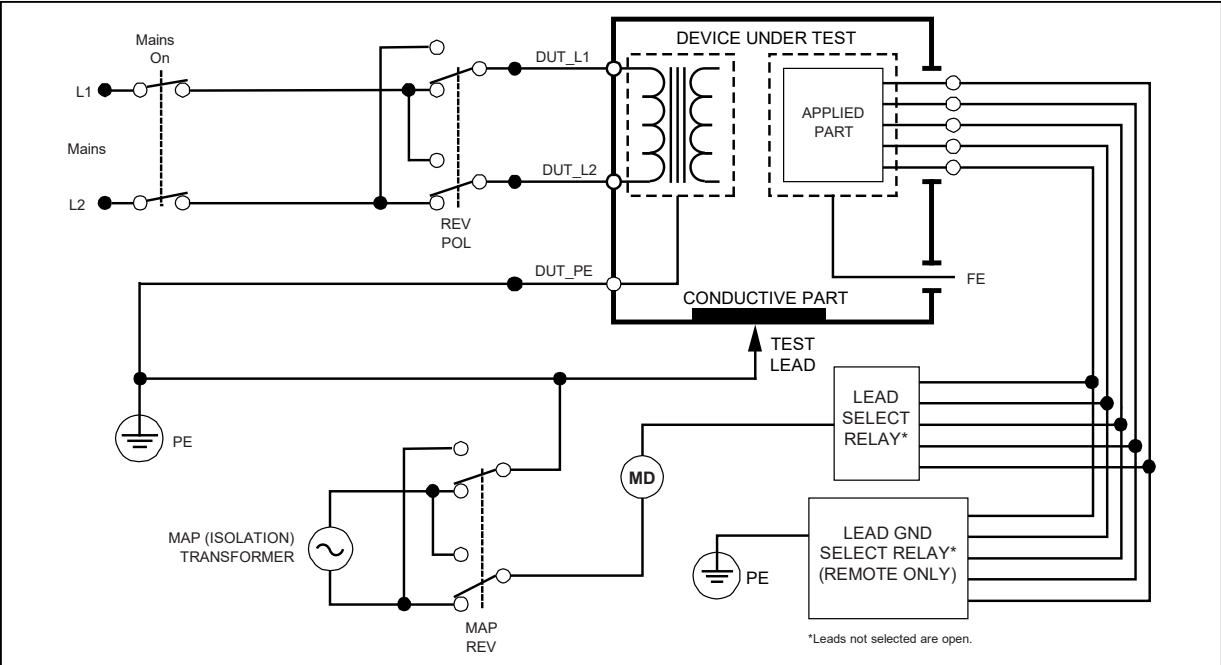 Mains
On
L1
Mains
L2
REV
POL
DUT_L1
DUT_L2
DUT_PE
DEVICE UNDER TEST
APPLIED
PART
FE
CONDUCTIVE PART
TEST
LEAD
PE
LEAD
SELECT
RELAY*
MD
MAP (ISOLATION)
TRANSFORMER
MAP
REV
PE
LEAD GND
SELECT RELAY*
(REMOTE ONLY)
*Leads not selected are open.